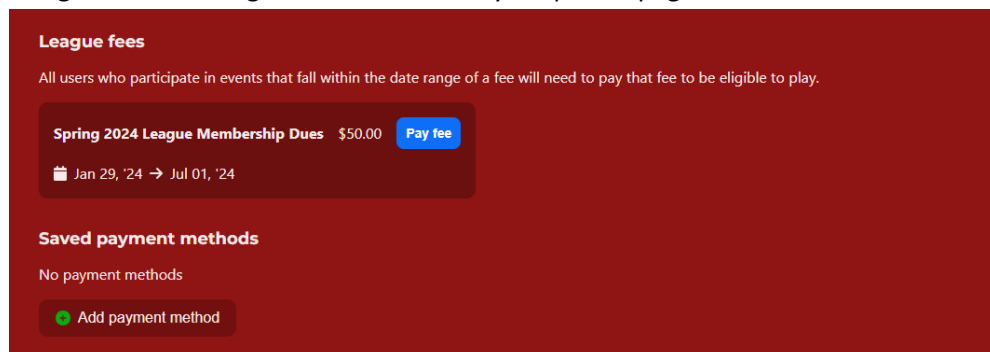 League fees
All users who participate in events that fall within the date range of a fee will need to pay that fee to be eligible to play.
Spring 2024 League Membership Dues $50.00 Pay fee
Jan 29, '24 → Jul 01, '24
Saved payment methods
No payment methods
Add payment method